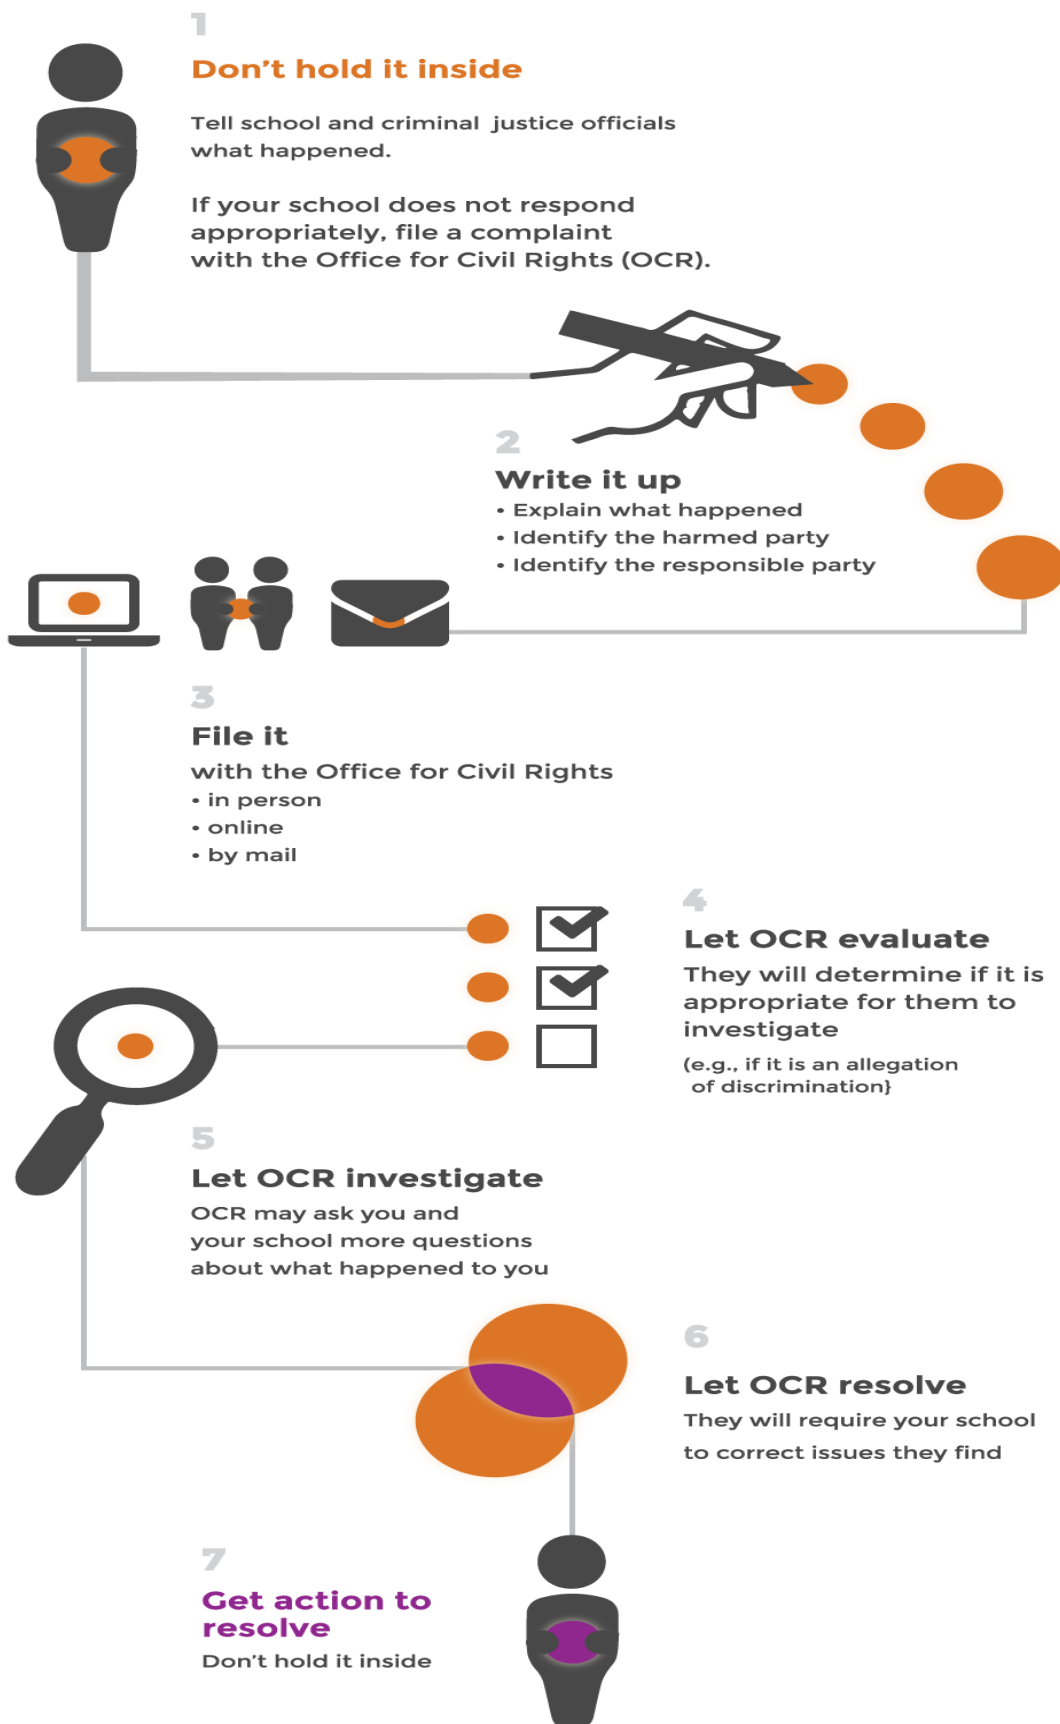 1
Don't hold it inside
Tell school and criminal justice officials
what happened.
If your school does not respond
appropriately, file a complaint
with the Office for Civil Rights (OCR).
2
Write it up
• Explain what happened
• Identify the harmed party
• Identify the responsible party
3
File it
with the Office for Civil Rights
• in person
• online
• by mail
4
Let OCR evaluate
They will determine if it is
appropriate for them to
investigate
(e.g., if it is an allegation
of discrimination}
5
Let OCR investigate
OCR may ask you and
your school more questions
about what happened to you
6
Let OCR resolve
They will require your school
to correct issues they find
7
Get action to
resolve
Don't hold it inside